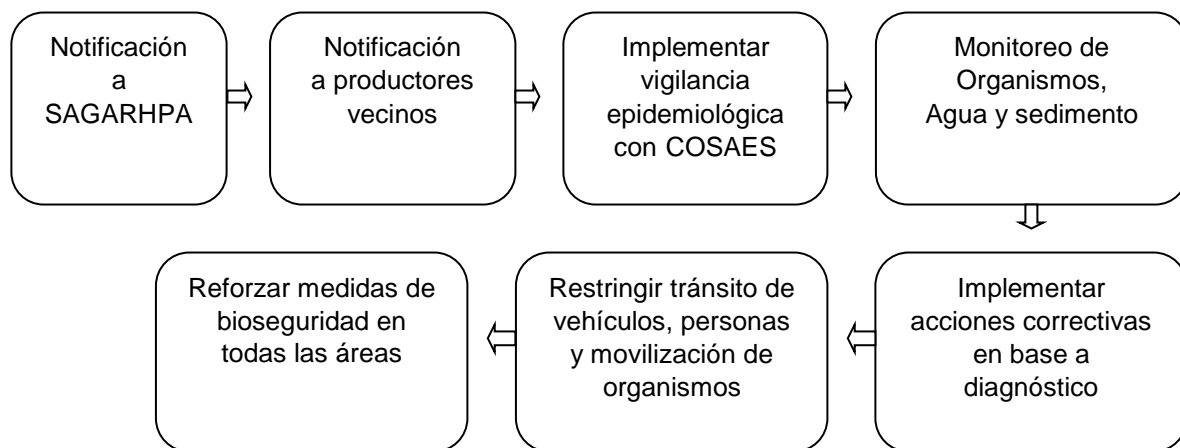 Notificación
a
SAGARHPA
Notificación
a productores
vecinos
Implementar
vigilancia
epidemiológica
con COSAES
Monitoreo de
Organismos,
Agua y sedimento
Implementar
acciones correctivas
en base a
diagnóstico
Restringir tránsito de
vehículos, personas
y movilización de
organismos
Reforzar medidas de
bioseguridad en
todas las áreas